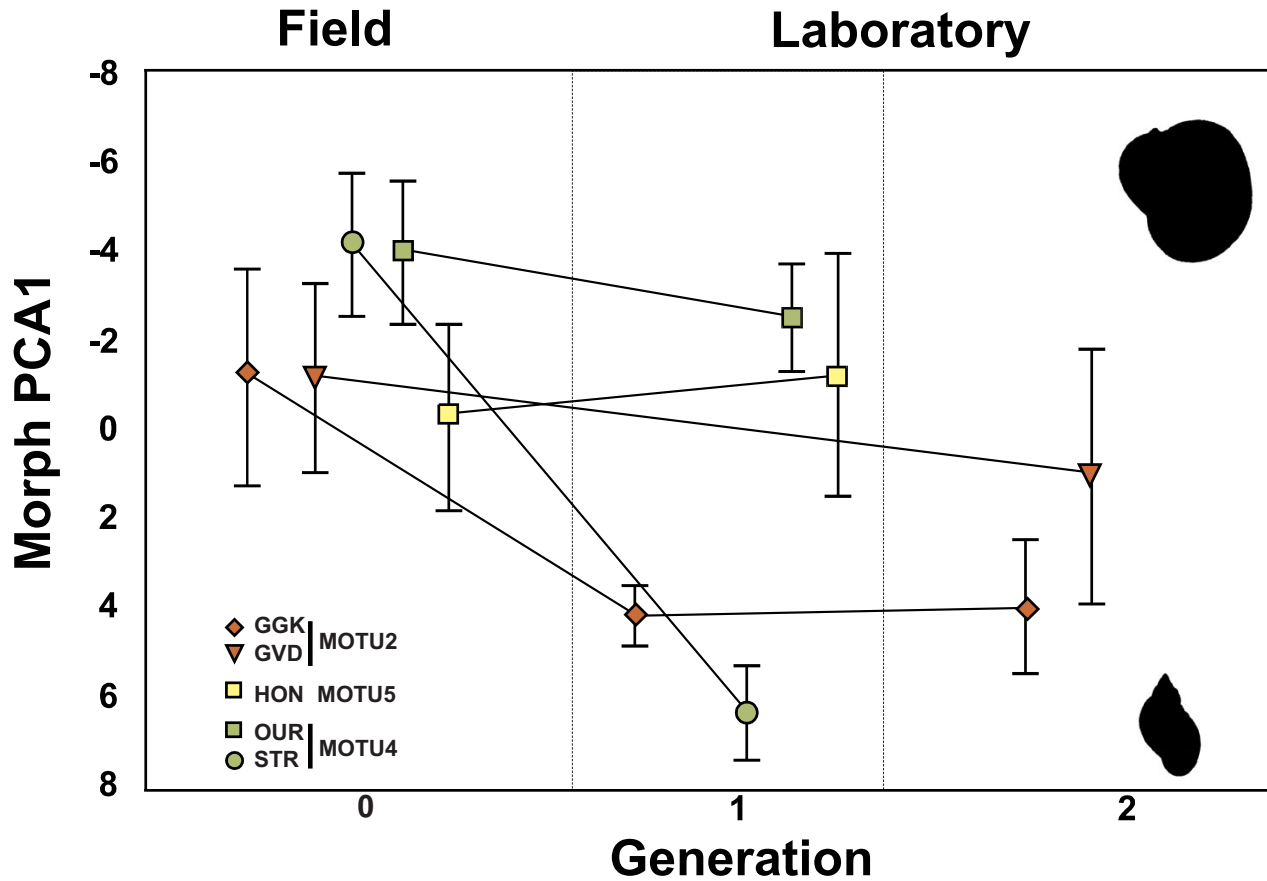 Field
Laboratory
Morph PCA1
-8
-6
-4
-2
0
2
4
6
8
GGK
GVD
MOTU2
HON MOTU5
OUR
STR
MOTU4
0
1
2
Generation